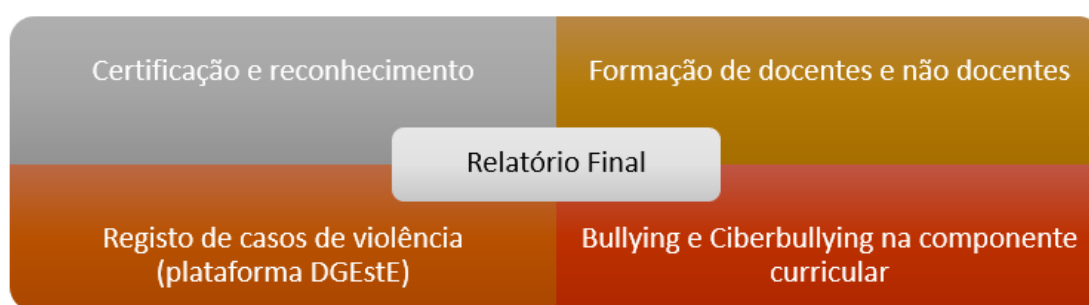 Certificação e reconhecimento
Formação de docentes e não docentes
Relatório Final
Registo de casos de violência
(plataforma DGEstE)
Bullying e Ciberbullying na componente
curricular